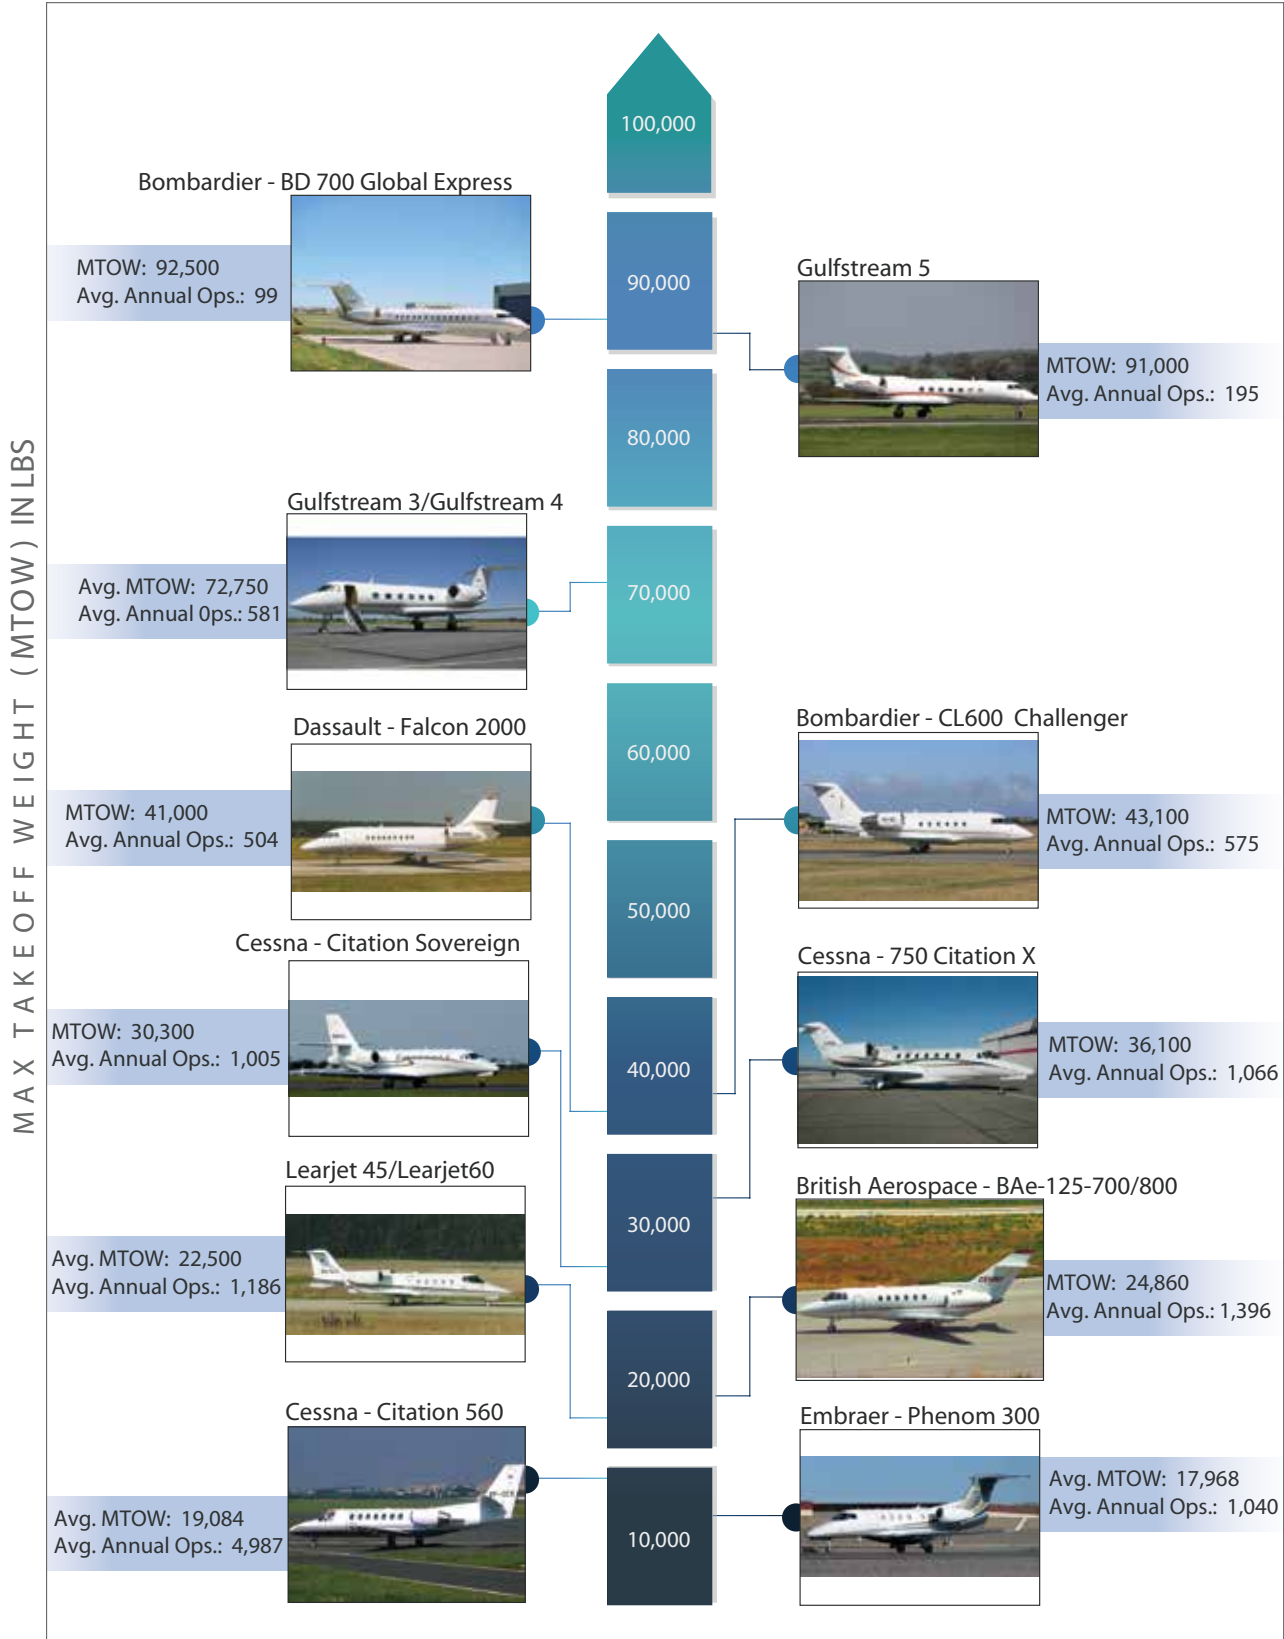 MAX TAKEOFF WEIGHT (MTOW) IN LBS
100,000
Bombardier - BD 700 Global Express
MTOW: 92,500
Avg. Annual Ops.: 99
90,000
Gulfstream 5
MTOW: 91,000
Avg. Annual Ops.: 195
80,000
Gulfstream 3/Gulfstream 4
Avg. MTOW: 72,750
Avg. Annual 0ps.: 581
70,000
Dassault - Falcon 2000
MTOW: 41,000
Avg. Annual Ops.: 504
60,000
Bombardier - CL600 Challenger
MTOW: 43,100
Avg. Annual Ops.: 575
50,000
Cessna - Citation Sovereign
MTOW: 30,300
Avg. Annual Ops.: 1,005
40,000
Cessna - 750 Citation X
MTOW: 36,100
Avg. Annual Ops.: 1,066
Learjet 45/Learjet60
Avg. MTOW: 22,500
Avg. Annual Ops.: 1,186
30,000
British Aerospace - BAe-125-700/800
MTOW: 24,860
Avg. Annual Ops.: 1,396
20,000
Cessna - Citation 560
Avg. MTOW: 19,084
Avg. Annual Ops.: 4,987
10,000
Embraer - Phenom 300
Avg. MTOW: 17,968
Avg. Annual Ops.: 1,040